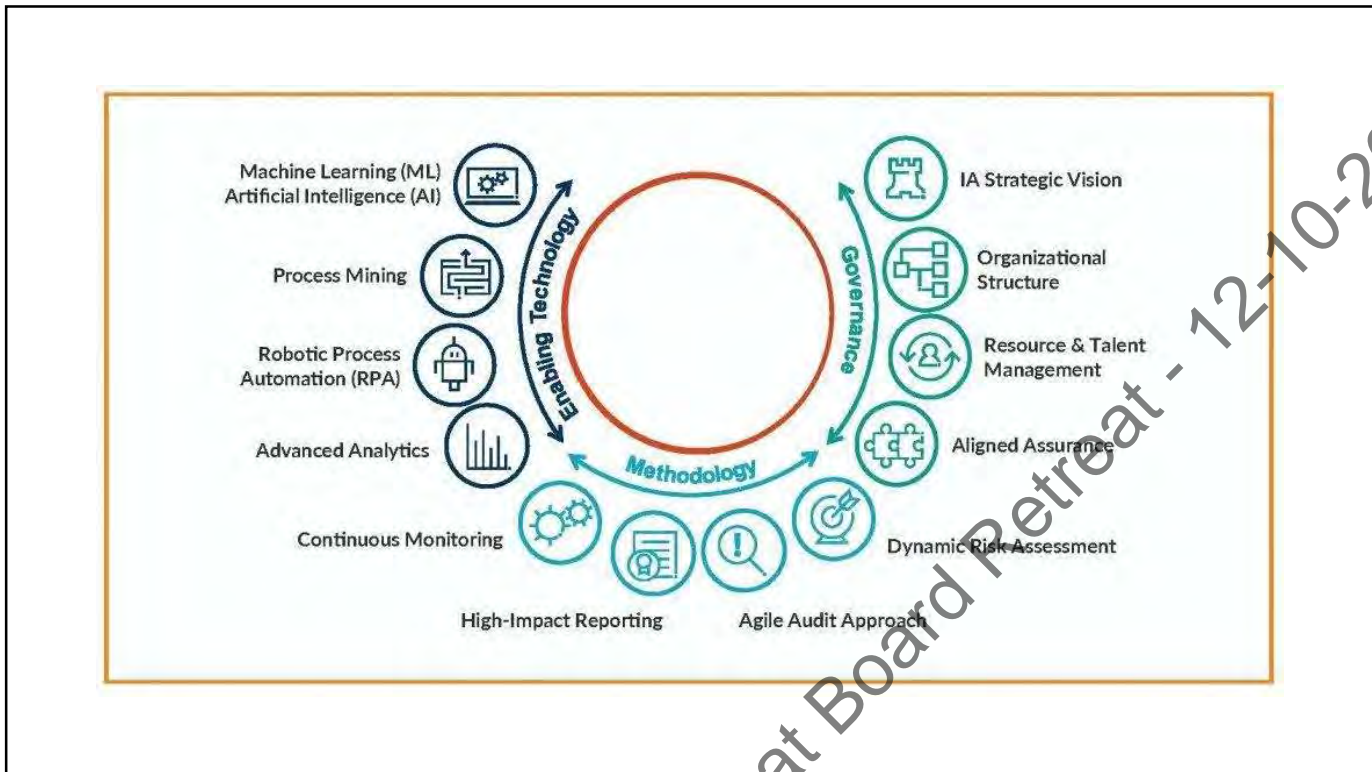 Machine Learning (ML)
Artificial Intelligence (AI)
Process Mining
Robotic Process
Automation (RPA)
Advanced Analytics
Continuous Monitoring
High-Impact Reporting
Agile Audit Approach
Dynamic Risk Assessment
Aligned Assurance
Resource & Talent
Management
Organizational
Structure
IA Strategic Vision
Enabling Technology
Methodology
Governance
at Board Retreat - 12-10-20